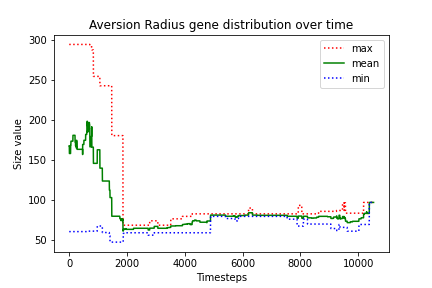 Aversion Radius gene distribution over time
300
250
200
150
100
50
Size value
max
mean
min
0
2000
4000
6000
8000
10000
Timesteps